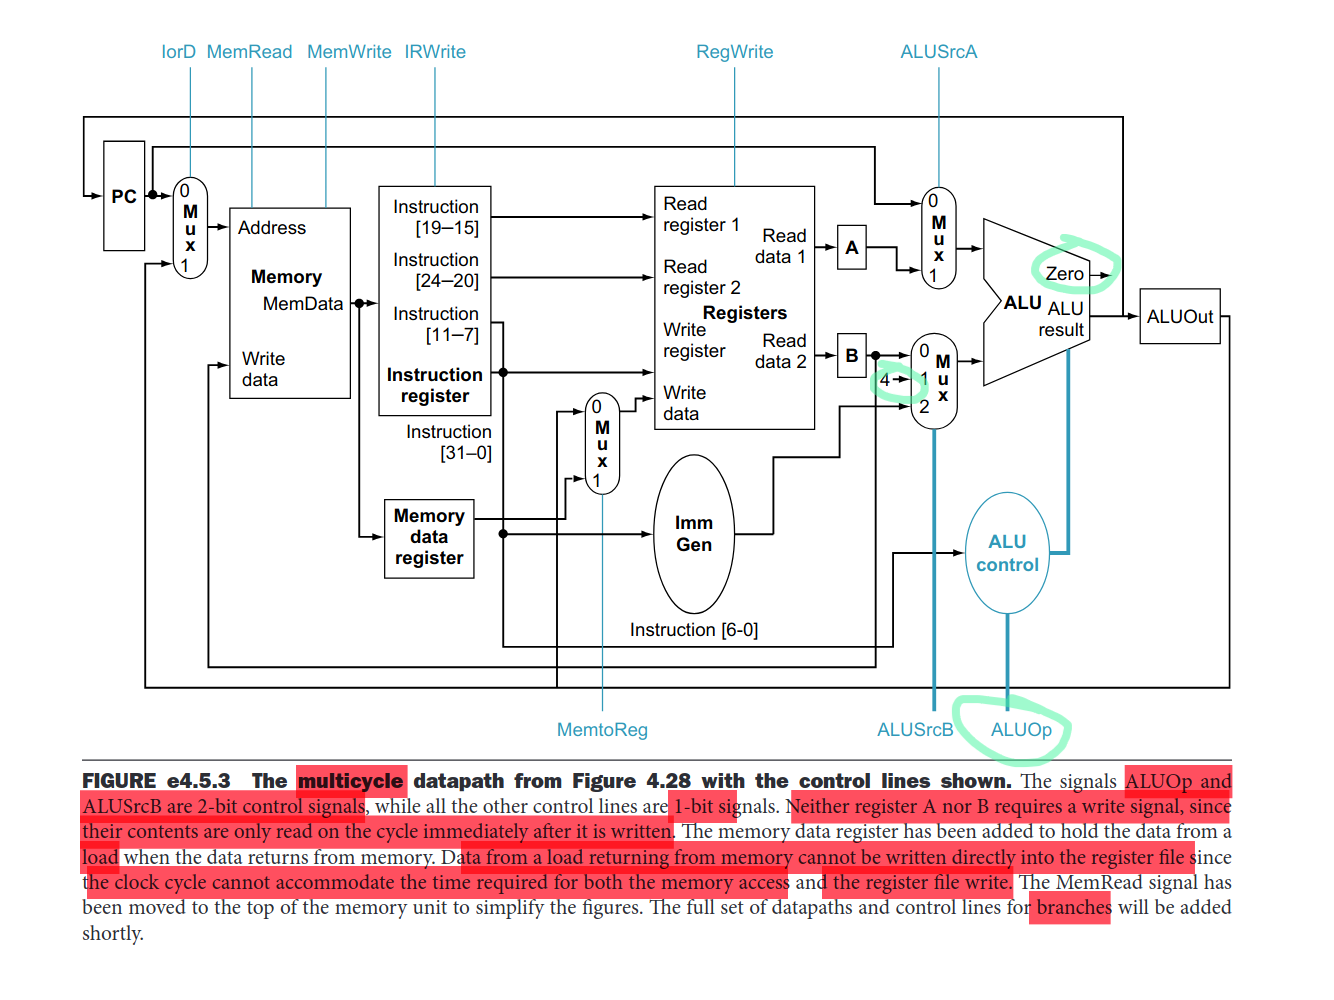 IorD MemRead MemWrite IRWrite RegWrite ALUSrcA
PC
0
M
u
x
1
Address
Memory
MemData
Write
data
Instruction
[19–15]
Instruction
[24–20]
Instruction
[11–7]
Instruction
register
Instruction
[31–0]
Memory
data
register
0
M
u
x
1
Read
register 1
Read
register 2
Registers
Write
register
Write
data
Read
data 1
Read
data 2
Imm
Gen
Instruction [6-0]
A
B
4
0
M
u
x
1
0
1
2
M
u
x
Zero
ALU
ALU
result
ALUOut
ALU
control
MemtoReg ALUSrcB ALUOp
FIGURE e4.5.3 The multicycle datapath from Figure 4.28 with the control lines shown. The signals ALUOp and
ALUSrcB are 2-bit control signals, while all the other control lines are 1-bit signals. Neither register A nor B requires a write signal, since
their contents are only read on the cycle immediately after it is written. The memory data register has been added to hold the data from a
load when the data returns from memory. Data from a load returning from memory cannot be written directly into the register file since
the clock cycle cannot accommodate the time required for both the memory access and the register file write. The MemRead signal has
been moved to the top of the memory unit to simplify the figures. The full set of datapaths and control lines for branches will be added
shortly.